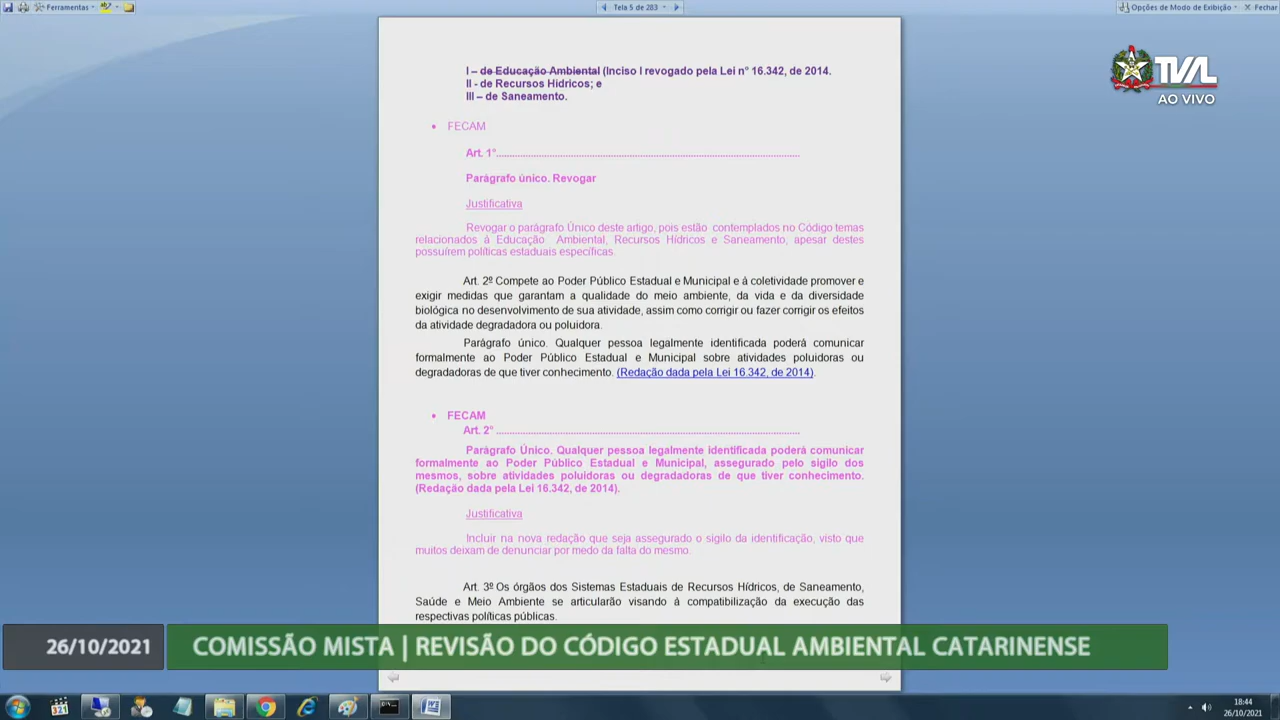 Ferramentas
Tela 5 de 283
Opções de Modo de Exibição
Fechar
TVAL
AO VIVO
I – de Educação Ambiental (Inciso I revogado pela Lei n° 16.342, de 2014.
II - de Recursos Hídricos; e
III – de Saneamento.
• FECAM
Art. 1°...............................................................................................
Parágrafo único. Revogar
Justificativa
Revogar o parágrafo Único deste artigo, pois estão contemplados no Código temas
relacionados à Educação Ambiental, Recursos Hídricos e Saneamento, apesar destes
possuírem políticas estaduais específicas.
Art. 2º Compete ao Poder Público Estadual e Municipal e à coletividade promover e
exigir medidas que garantam a qualidade do meio ambiente, da vida e da diversidade
biológica no desenvolvimento de sua atividade, assim como corrigir ou fazer corrigir os efeitos
da atividade degradadora ou poluidora.
Parágrafo único. Qualquer pessoa legalmente identificada poderá comunicar
formalmente ao Poder Público Estadual e Municipal sobre atividades poluidoras ou
degradadoras de que tiver conhecimento. (Redação dada pela Lei 16.342, de 2014).
• FECAM
Art. 2° ...............................................................................................
Parágrafo Único. Qualquer pessoa legalmente identificada poderá comunicar
formalmente ao Poder Público Estadual e Municipal, assegurado pelo sigilo dos
mesmos, sobre atividades poluidoras ou degradadoras de que tiver conhecimento.
(Redação dada pela Lei 16.342, de 2014).
Justificativa
Incluir na nova redação que seja assegurado o sigilo da identificação, visto que
muitos deixam de denunciar por medo da falta do mesmo.
Art. 3º Os órgãos dos Sistemas Estaduais de Recursos Hídricos, de Saneamento,
Saúde e Meio Ambiente se articularão visando à compatibilização da execução das
respectivas políticas públicas.
26/10/2021
COMISSÃO MISTA | REVISÃO DO CÓDIGO ESTADUAL AMBIENTAL CATARINENSE
321
18:44
26/10/2021